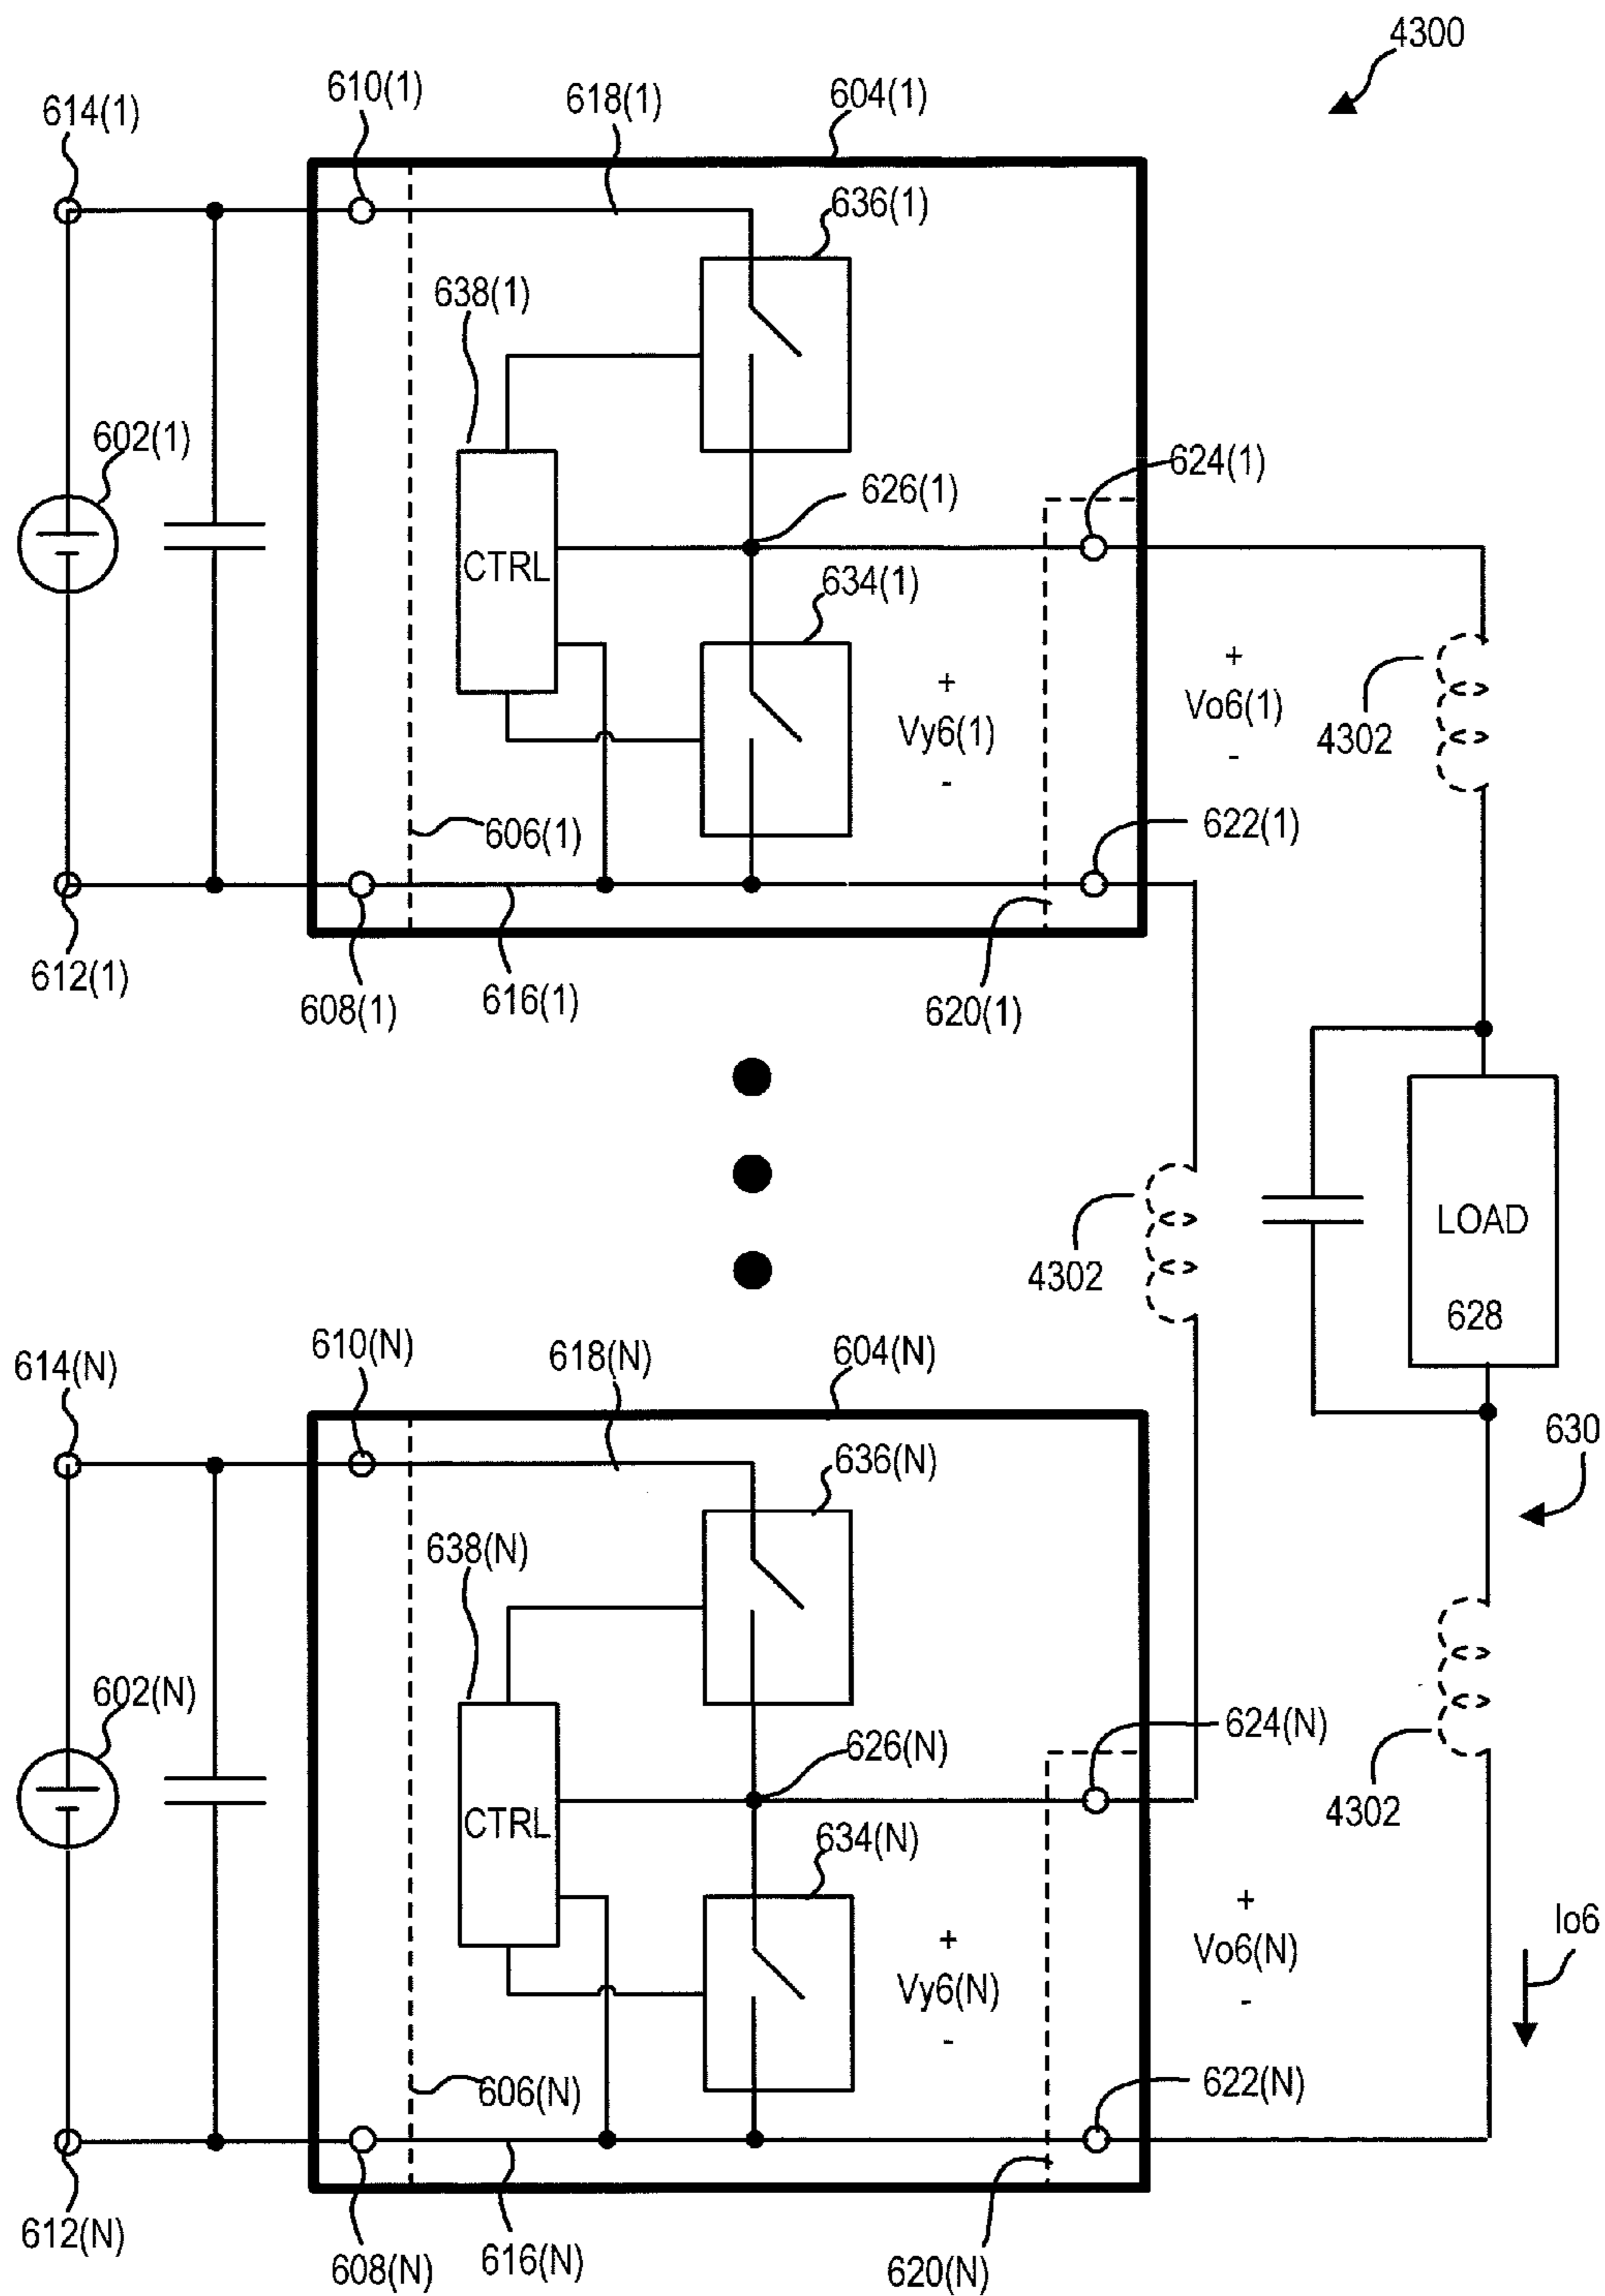 4300
614(1)
610(1)
618(1)
604(1)
636(1)
638(1)
602(1)
624(1)
626(1)
CTRL
634(1)
+
Vy6(1)
-
+
Vo6(1)
-
4302
606(1)
622(1)
612(1)
608(1)
616(1)
620(1)
4302
LOAD
628
614(N)
610(N)
618(N)
604(N)
630
636(N)
638(N)
602(N)
624(N)
626(N)
CTRL
634(N)
4302
+
Vy6(N)
-
+
Vo6(N)
-
Io6
606(N)
622(N)
612(N)
608(N)
616(N)
620(N)